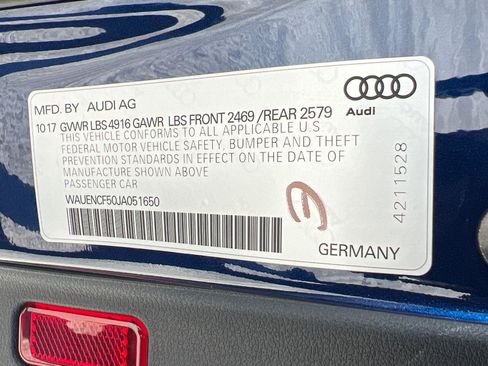 MFD. BY AUDI AG
1017 GVWR LBS 4916 GAWR LBS FRONT 2469 /REAR 2579
THIS VEHICLE CONFORMS TO ALL APPLICABLE U.S
FEDERAL MOTOR VEHICLE SAFETY, BUMPER AND THEFT
PREVENTION STANDARDS IN EFFECT ON THE DATE OF
MANUFACTURE SHOWN ABOVE
PASSENGER CAR
WAUENCF50JA051650
Audi
4211528
GERMANY